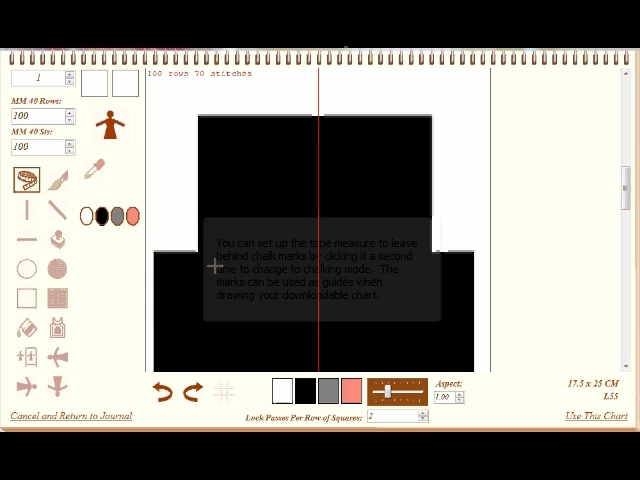 1
100 rows 70 stitches
MM 40 Rows:
100
MM 40 Sts:
100
You can set up the tape measure to leave
behind chalk marks by clicking it a second
time to change to chalking mode. The
marks can be used as guides when
drawing your downloadable chart.
Aspect:
1.00
17.5 x 25 CM
L55
Cancel and Return to Journal
Lock Passes Per Row of Squares:
2
Use This Chart